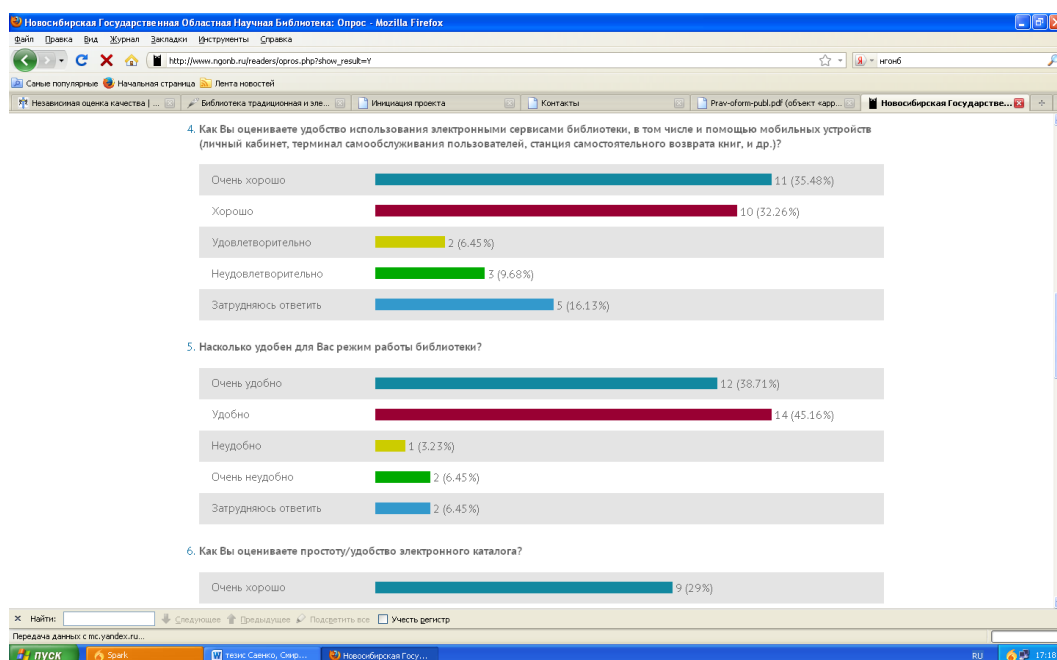 Новосибирская Государственная Областная Научная Библиотека: Опрос - Mozilla Firefox
Файл Правка Вид Журнал Закладки Инструменты Справка
http://www.ngonb.ru/readers/opros.php?show_result=Y
Я нгонб
Самые популярные Начальная страница Лента новостей
Независимая оценка качества | ... Библиотека традиционная и эле... Инициация проекта Контакты Prav-oform-publ.pdf (объект «app... Новосибирская Государстве...
4. Как Вы оцениваете удобство использования электронными сервисами библиотеки, в том числе и помощью мобильных устройств
(личный кабинет, терминал самообслуживания пользователей, станция самостоятельного возврата книг, и др.)?
Очень хорошо 11 (35.48%)
Хорошо 10 (32.26%)
Удовлетворительно 2 (6.45%)
Неудовлетворительно 3 (9.68%)
Затрудняюсь ответить 5 (16.13%)
5. Насколько удобен для Вас режим работы библиотеки?
Очень удобно 12 (38.71%)
Удобно 14 (45.16%)
Неудобно 1 (3.23%)
Очень неудобно 2 (6.45%)
Затрудняюсь ответить 2 (6.45%)
6. Как Вы оцениваете простоту/удобство электронного каталога?
Очень хорошо 9 (29%)
Найти: Следующее Предыдущее Подсветить все Учесть регистр
Передача данных с mc.yandex.ru...
пуск Spark тезис Саенко, Смир... Новосибирская Госу... RU 17:18